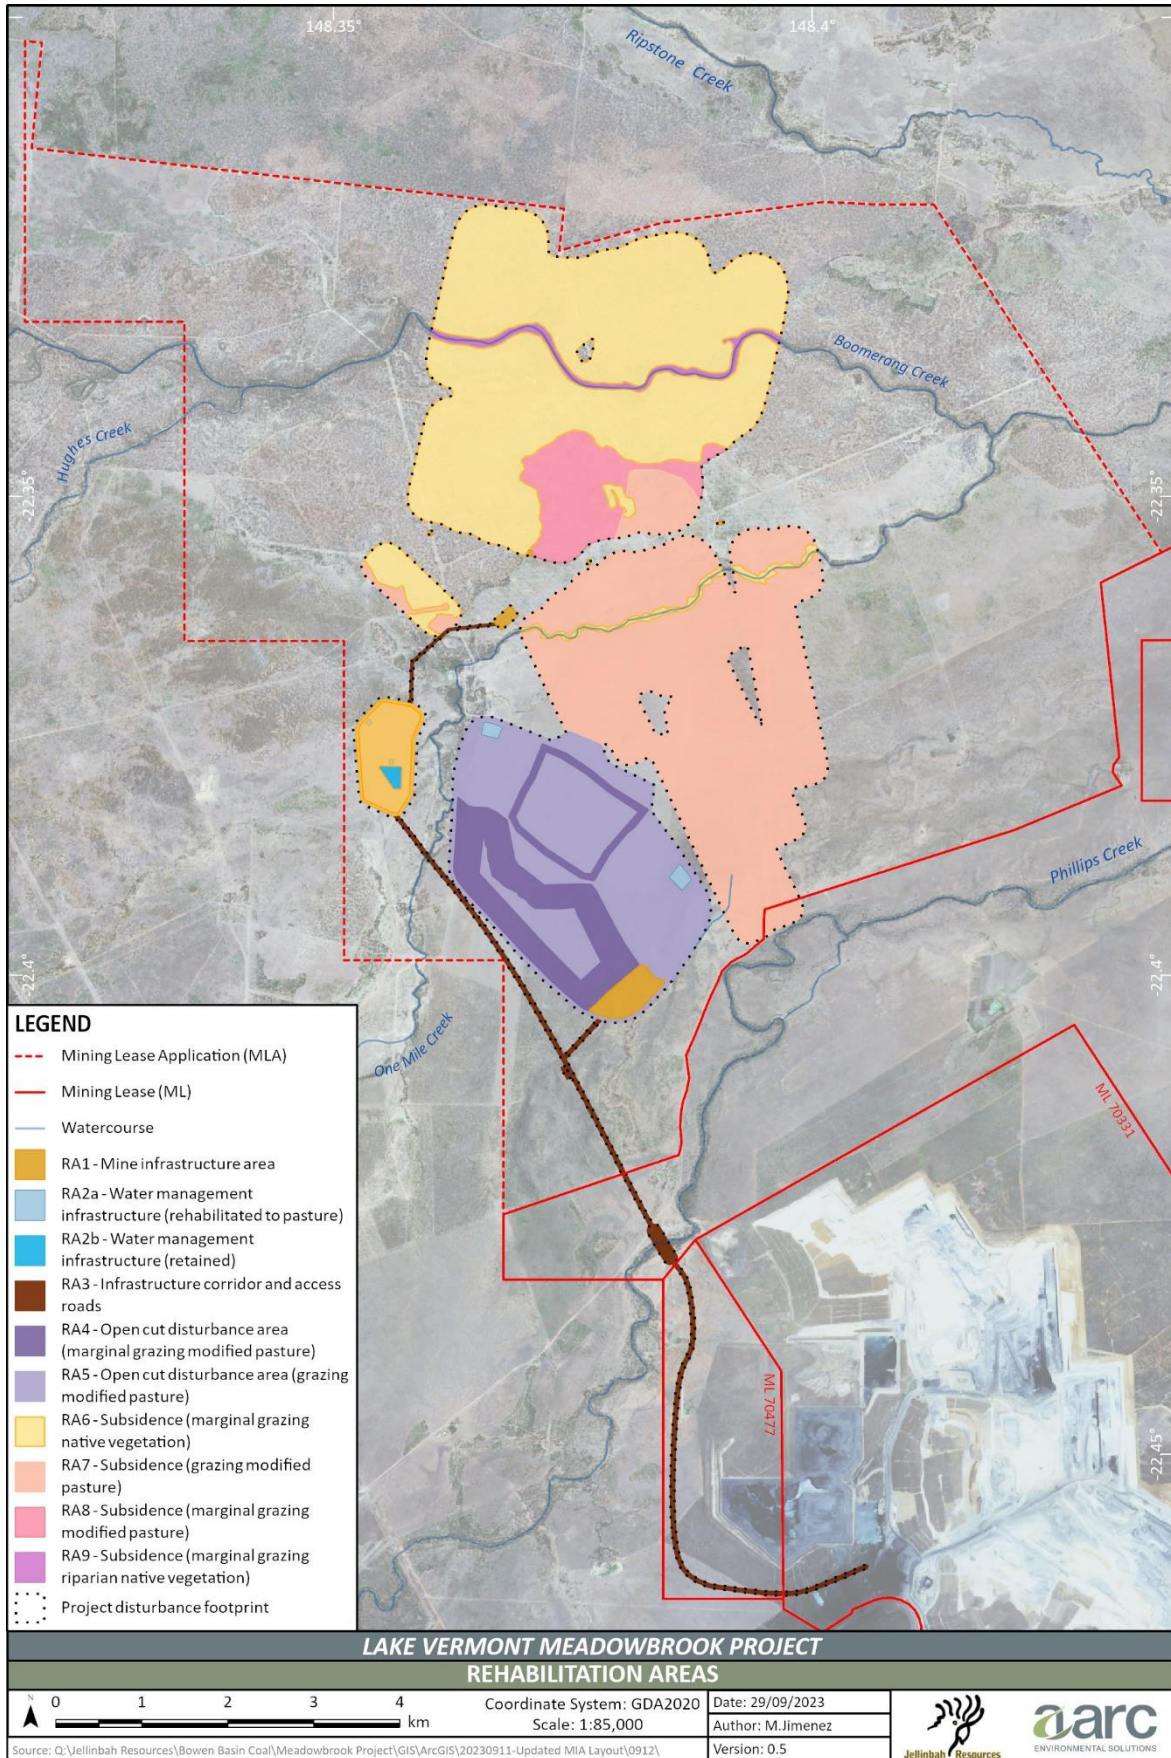 148.35
148.4
Ripstone Creek
Boomerang Creek
Hughes Creek
-22.35
-22.35
Phillips Creek
-22.4
-22.4
One Mile Creek
ML 70331
ML 70477
-22.45
LEGEND
Mining Lease Application (MLA)
Mining Lease (ML)
Watercourse
RA1 - Mine infrastructure area
RA2a - Water management
infrastructure (rehabilitated to pasture)
RA2b - Water management
infrastructure (retained)
RA3 - Infrastructure corridor and access
roads
RA4 - Open cut disturbance area
(marginal grazing modified pasture)
RA5 - Open cut disturbance area (grazing
modified pasture)
RA6 - Subsidence (marginal grazing
native vegetation)
RA7 - Subsidence (grazing modified
pasture)
RA8 - Subsidence (marginal grazing
modified pasture)
RA9 - Subsidence (marginal grazing
riparian native vegetation)
Project disturbance footprint
LAKE VERMONT MEADOWBROOK PROJECT
REHABILITATION AREAS
N
0 1 2 3 4
km
Coordinate System: GDA2020
Scale: 1:85,000
Date: 29/09/2023
Author: M.Jimenez
Version: 0.5
Jellinbah Resources
aarc
ENVIRONMENTAL SOLUTIONS
Source: Q:\Jellinbah Resources\Bowen Basin Coal\Meadowbrook Project\GIS\ArcGIS\20230911-Updated MIA Layout\0912\